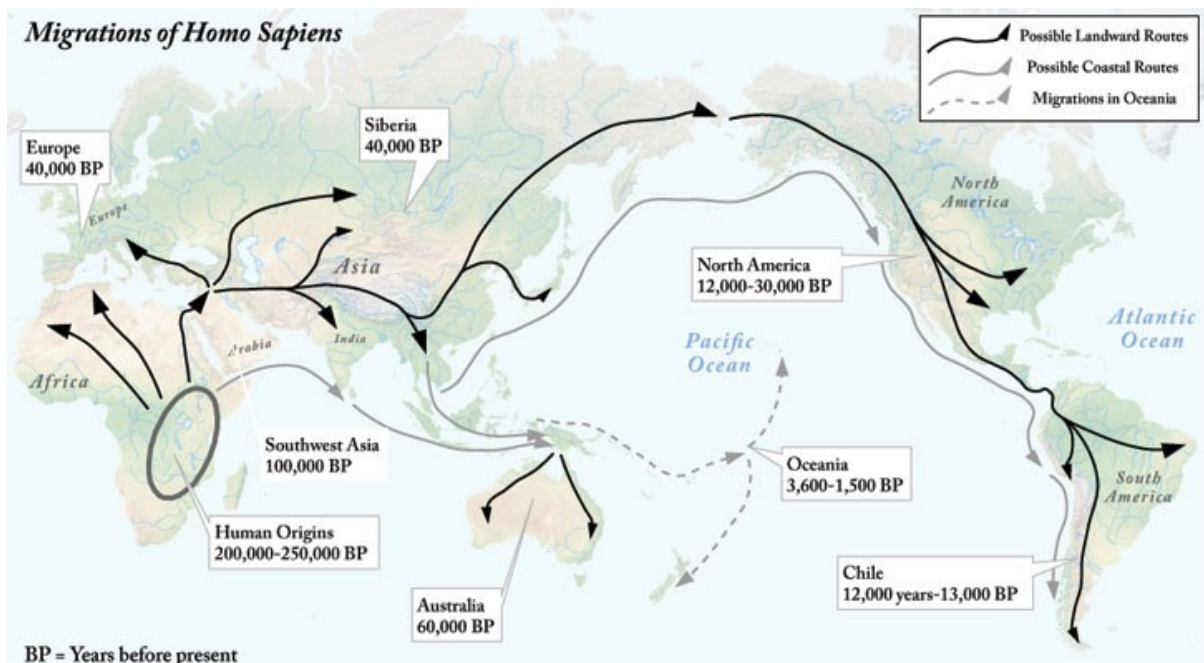 Migrations of Homo Sapiens
Possible Landward Routes
Possible Coastal Routes
Migrations in Oceania
Europe
40,000 BP
Siberia
40,000 BP
Europe
Asia
North
America
North America
12,000-30,000 BP
Atlantic
Ocean
Pacific
Ocean
India
Arabia
Africa
Southwest Asia
100,000 BP
Oceania
3,600-1,500 BP
South
America
Human Origins
200,000-250,000 BP
Chile
12,000 years-13,000 BP
Australia
60,000 BP
BP = Years before present